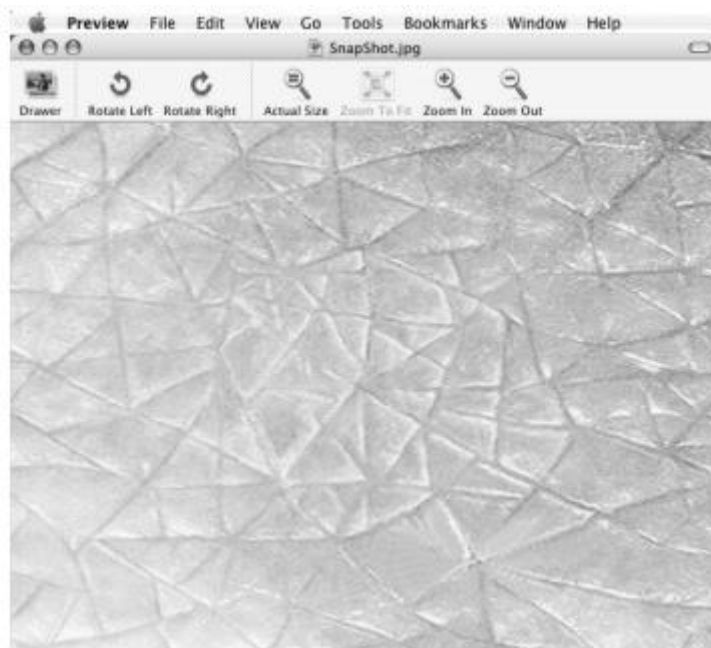 Preview File Edit View Go Tools Bookmarks Window Help
SnapShot.jpg
Drawer Rotate Left Rotate Right Actual Size Zoom To Fit Zoom In Zoom Out